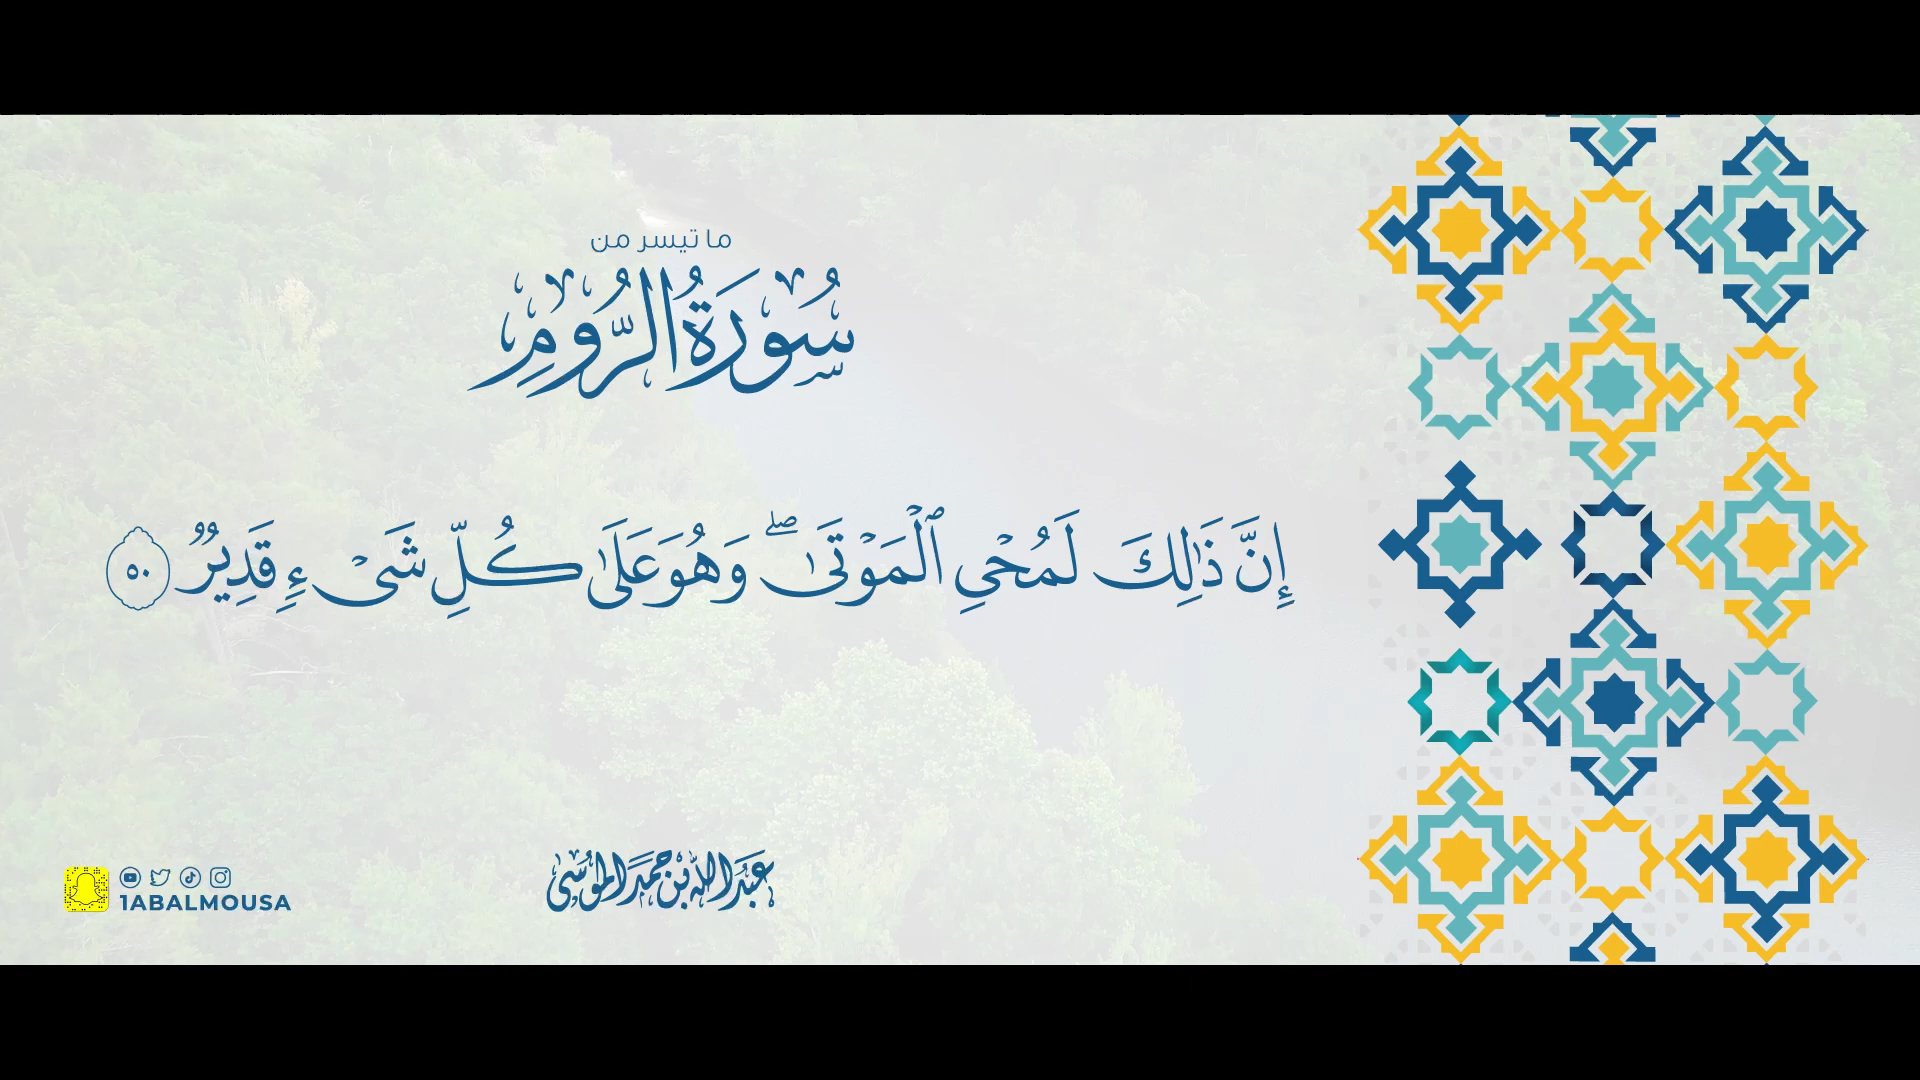 ما تيسر من
سُورَةُ الرُّومِ
إِنَّ ذَٰلِكَ لَمُحْىِ ٱلْمَوْتَىٰ ۖ وَهُوَ عَلَىٰ كُلِّ شَىْءٍ قَدِيرٌ ٥٠
عبدالله بن حمد الموسى
1ABALMOUSA